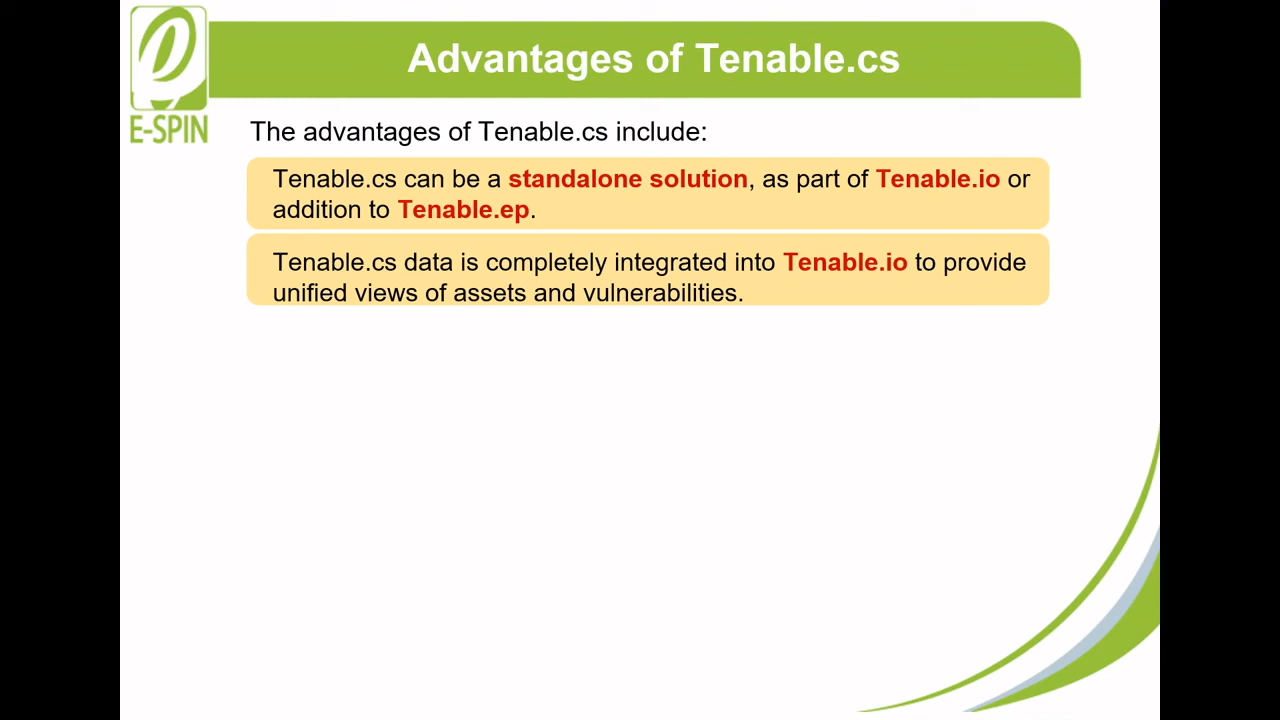 Advantages of Tenable.cs
E-SPIN
The advantages of Tenable.cs include:
Tenable.cs can be a standalone solution, as part of Tenable.io or
addition to Tenable.ep.
Tenable.cs data is completely integrated into Tenable.io to provide
unified views of assets and vulnerabilities.